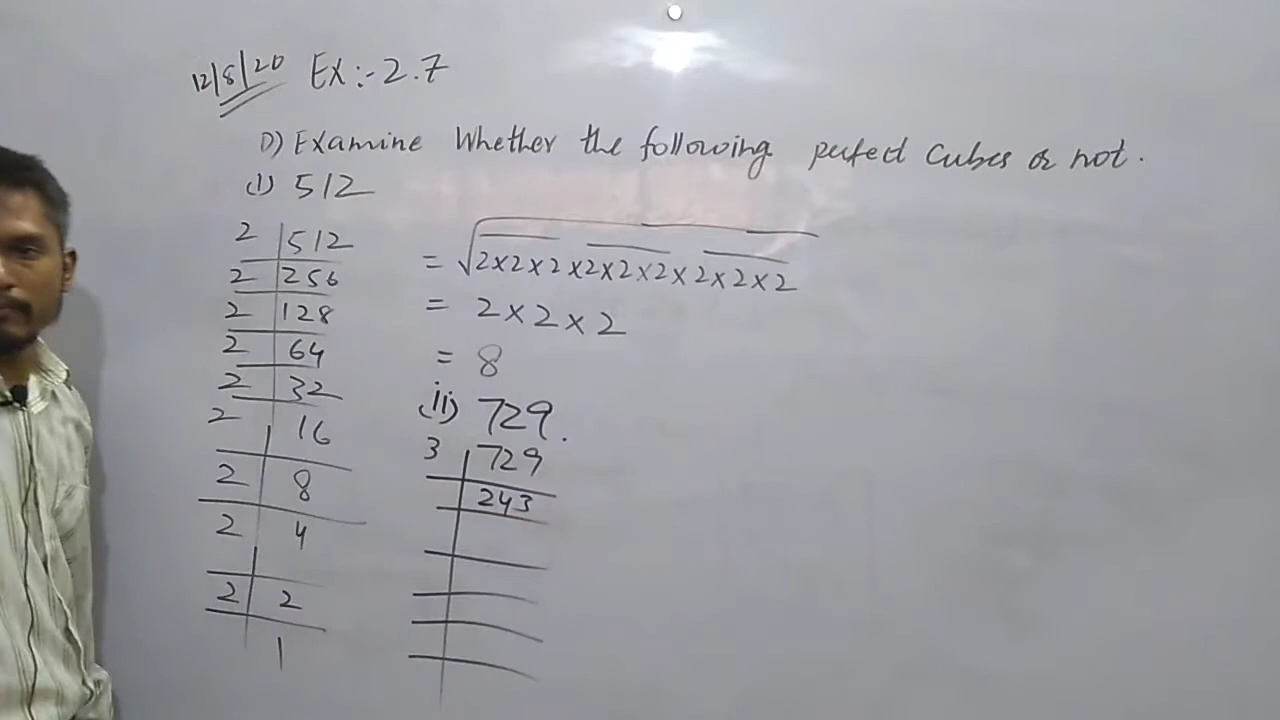 12/8/20 Ex:-2.7
D) Examine Whether the following perfect cubes or not.
(i) 512
2 | 512
2 | 256
2 | 128
2 | 64
2 | 32
2 | 16
2 | 8
2 | 4
2 | 2
1
= √2×2×2×2×2×2×2×2×2
= 2×2×2
= 8
(ii) 729.
3 | 729
243